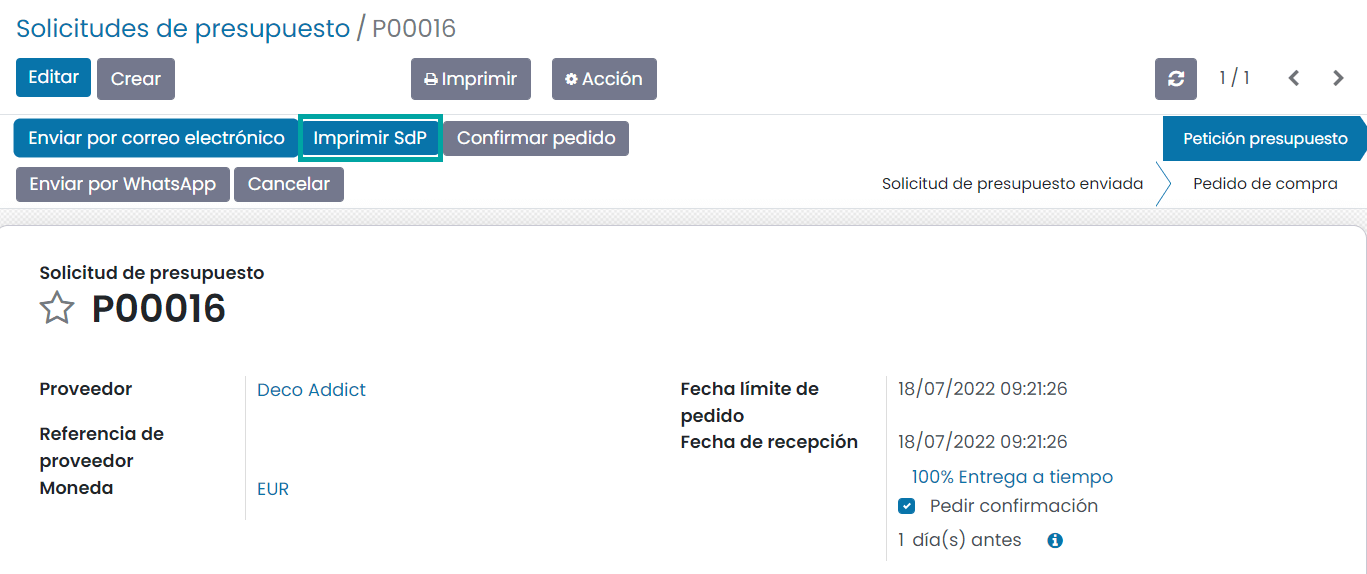 Solicitudes de presupuesto / P00016
Editar Crear Imprimir Acción 1 / 1
Enviar por correo electrónico Imprimir SdP Confirmar pedido Petición presupuesto
Enviar por WhatsApp Cancelar Solicitud de presupuesto enviada Pedido de compra
Solicitud de presupuesto
P00016
Proveedor Deco Addict
Referencia de
proveedor
Moneda EUR
Fecha límite de 18/07/2022 09:21:26
pedido
Fecha de recepción 18/07/2022 09:21:26
100% Entrega a tiempo
Pedir confirmación
1 día(s) antes